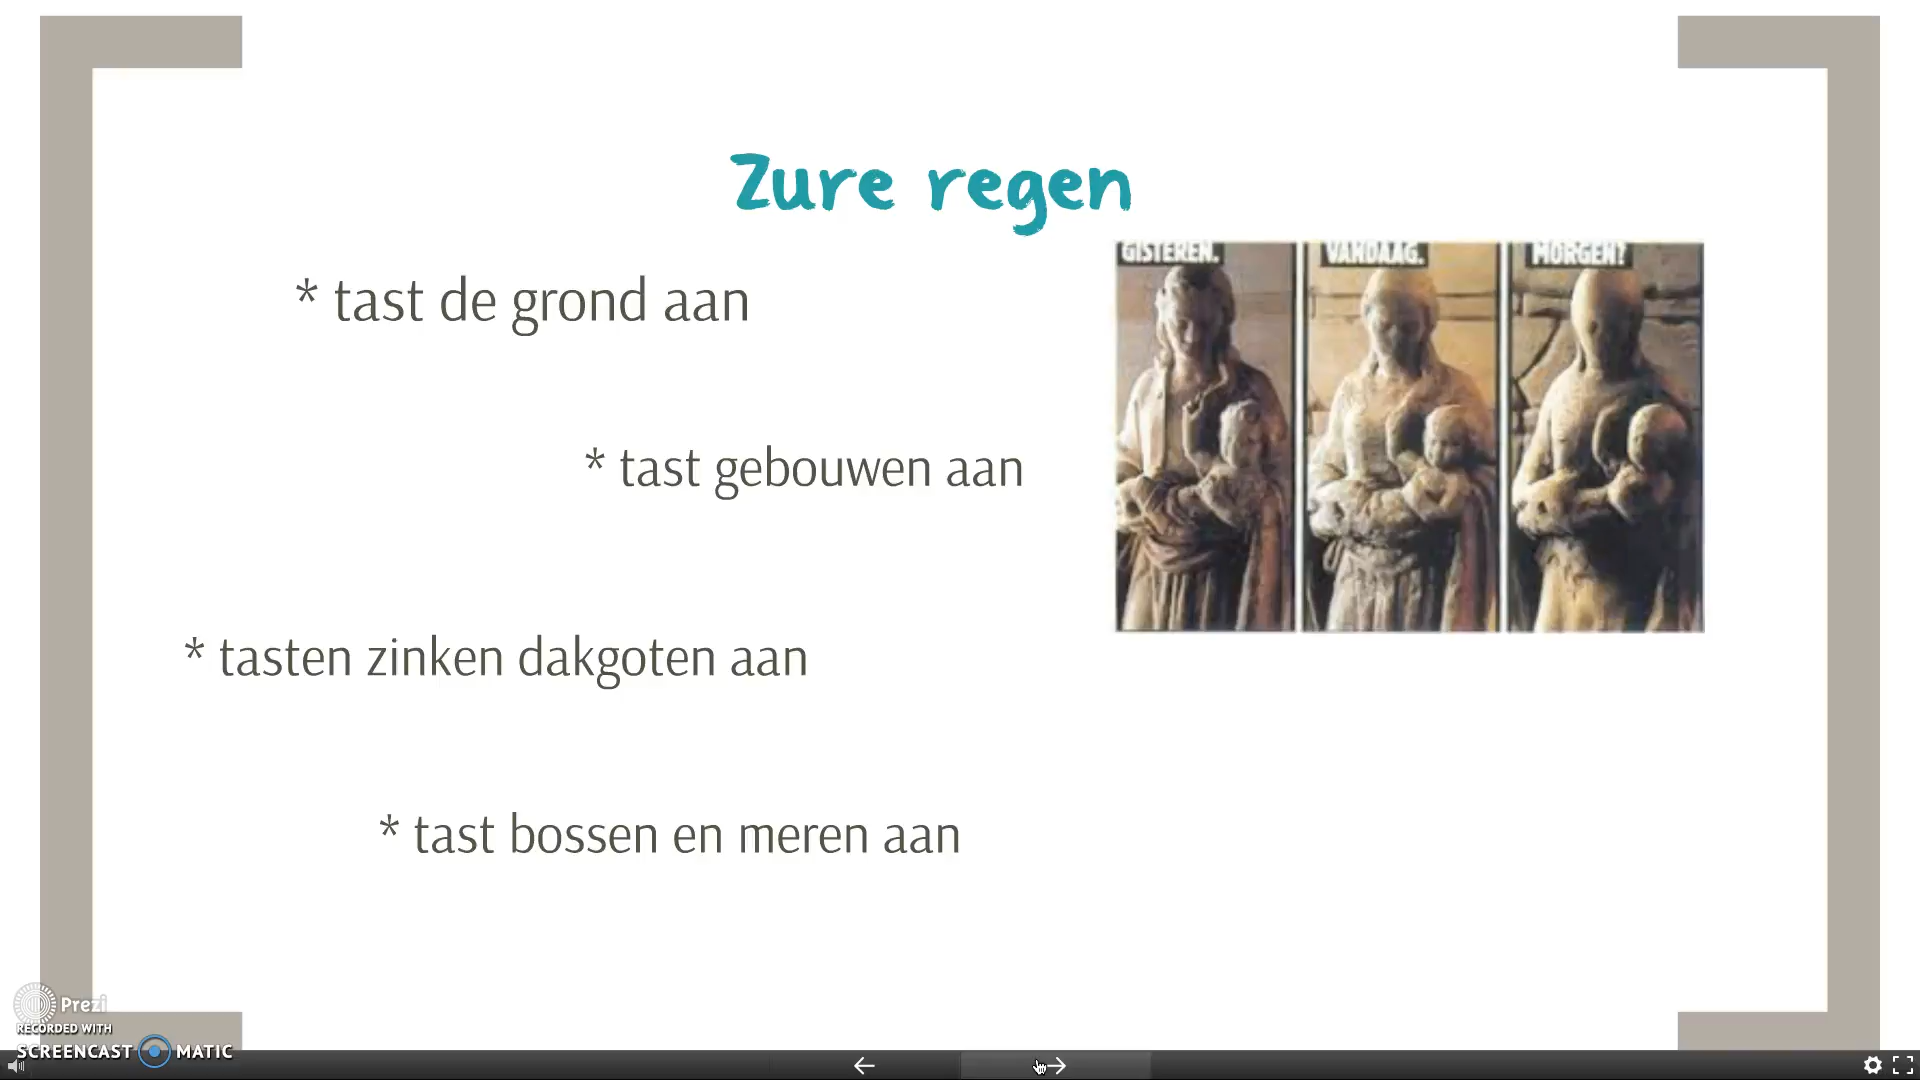 Zure regen
GISTEREN. VANDAAG. MORGEN?
* tast de grond aan
* tast gebouwen aan
* tasten zinken dakgoten aan
* tast bossen en meren aan
Prezi
RECORDED WITH
SCREENCAST MATIC